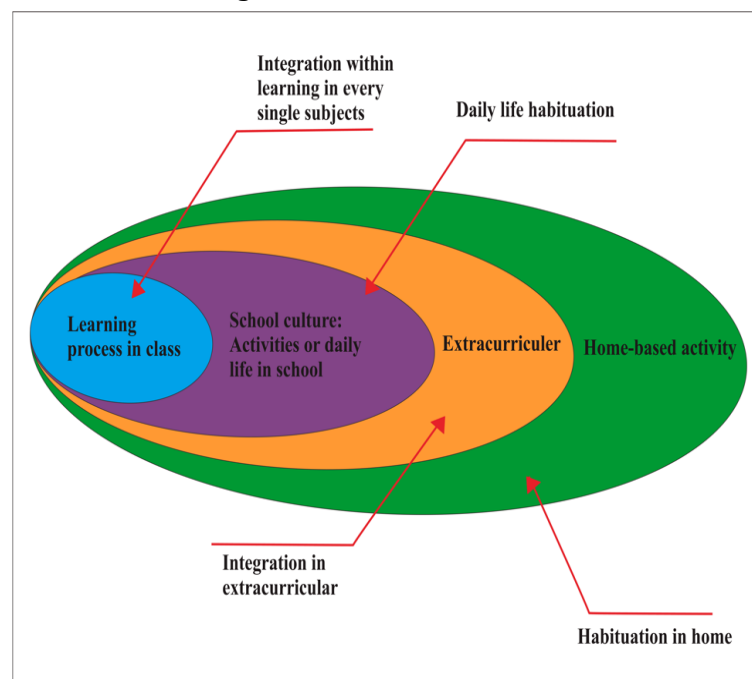 Integration within
learning in every
single subjects
Daily life habituation
Learning
process in class
School culture:
Activities or daily
life in school
Extracurriculer
Home-based activity
Integration in
extracurricular
Habituation in home